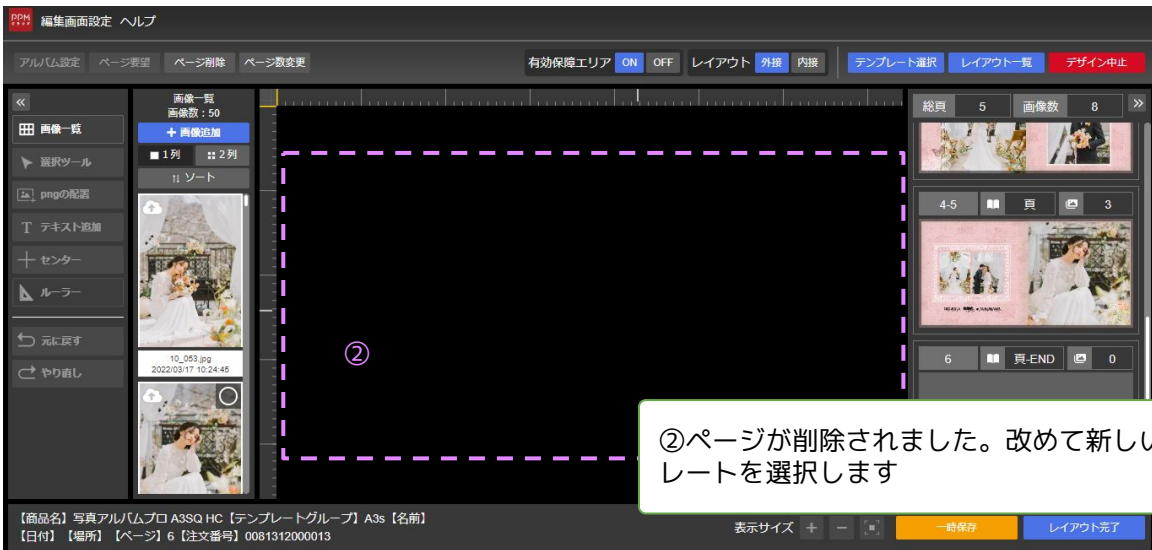 PPM
編集画面設定 ヘルプ
アルバム設定 ページ要望 ページ削除 ページ数変更
有効保障エリア ON OFF レイアウト 外接 内接 テンプレート選択 レイアウト一覧 デザイン中止
«
画像一覧
選択ツール
pngの配置
T テキスト追加
センター
ルーラー
元に戻す
やり直し
画像一覧
画像数:50
+ 画像追加
1列 2列
ソート
10_053.jpg
2022/03/17 10:24:45
②
総頁 5 画像数 8 »
4-5 頁 3
6 頁-END 0
②ページが削除されました。改めて新しい
レートを選択します
【商品名】写真アルバムプロ A3SQ HC【テンプレートグループ】A3s【名前】
【日付】【場所】【ページ】6【注文番号】0081312000013
表示サイズ + − 一時保存 レイアウト完了